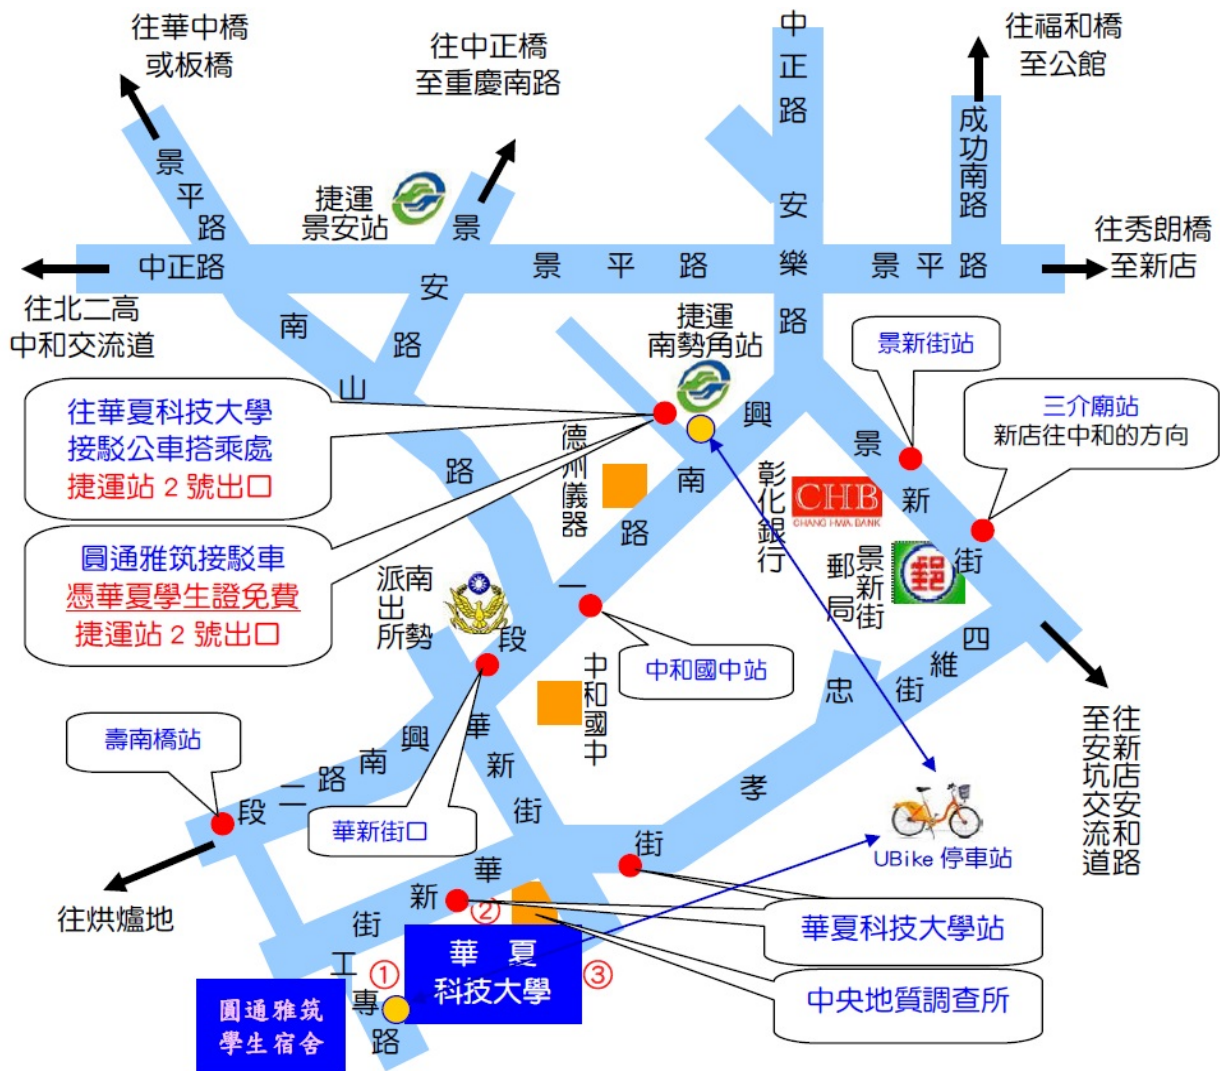 往華中橋
或板橋
往中正橋
至重慶南路
中正路
往福和橋
至公館
成功南路
景平路
捷運
景安站
景安路
安樂路
往秀朗橋
至新店
中正路
景平路
景平路
往北二高
中和交流道
南山路
捷運
南勢角站
景新街站
三介廟站
新店往中和的方向
往華夏科技大學
接駁公車搭乘處
捷運站 2 號出口
德州儀器
興南路一段
彰化銀行
CHB
CHANG HWA BANK
景新街
圓通雅筑接駁車
憑華夏學生證免費
捷運站 2 號出口
南勢
派出所
景新街
郵局
郵
中和國中站
中和國中
四維街
忠孝街
往新店安和路
至安坑交流道
壽南橋站
興南路二段
華新街
華新街口
UBike 停車站
往烘爐地
華新街
②
華夏科技大學站
中央地質調查所
①
華 夏
科技大學
③
工專路
圓通雅筑
學生宿舍